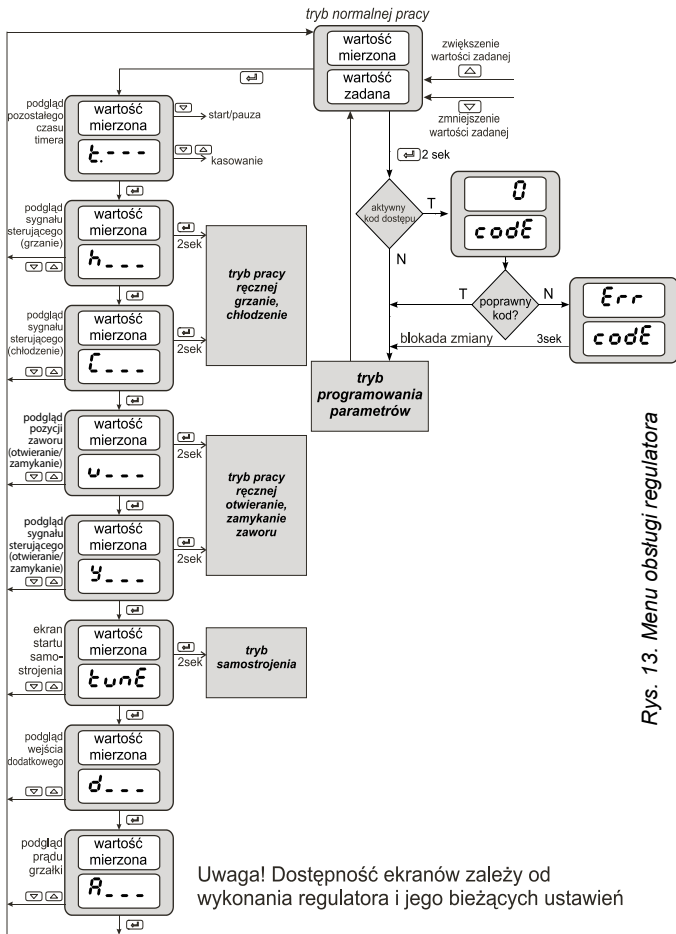 tryb normalnej pracy
wartość
mierzona
wartość
zadana
zwiększenie
wartości zadanej
zmniejszenie
wartości zadanej
podgląd
pozostałego
czasu
timera
wartość
mierzona
t.---
start/pauza
kasowanie
2 sek
aktywny
kod dostępu
T
N
0
codE
poprawny
kod?
T
N
Err
codE
3sek
blokada zmiany
tryb
programowania
parametrów
podgląd
sygnału
sterującego
(grzanie)
wartość
mierzona
h___
2sek
tryb pracy
ręcznej
grzanie,
chłodzenie
podgląd
sygnału
sterującego
(chłodzenie)
wartość
mierzona
C___
2sek
podgląd
pozycji
zaworu
(otwieranie/
zamykanie)
wartość
mierzona
u___
2sek
tryb pracy
ręcznej
otwieranie,
zamykanie
zaworu
podgląd
sygnału
sterującego
(otwieranie/
zamykanie)
wartość
mierzona
y___
2sek
ekran
startu
samo-
strojenia
wartość
mierzona
tunE
2sek
tryb
samostrojenia
podgląd
wejścia
dodatkowego
wartość
mierzona
d___
podgląd
prądu
grzałki
wartość
mierzona
A___
Uwaga! Dostępność ekranów zależy od
wykonania regulatora i jego bieżących ustawień
Rys. 13. Menu obsługi regulatora